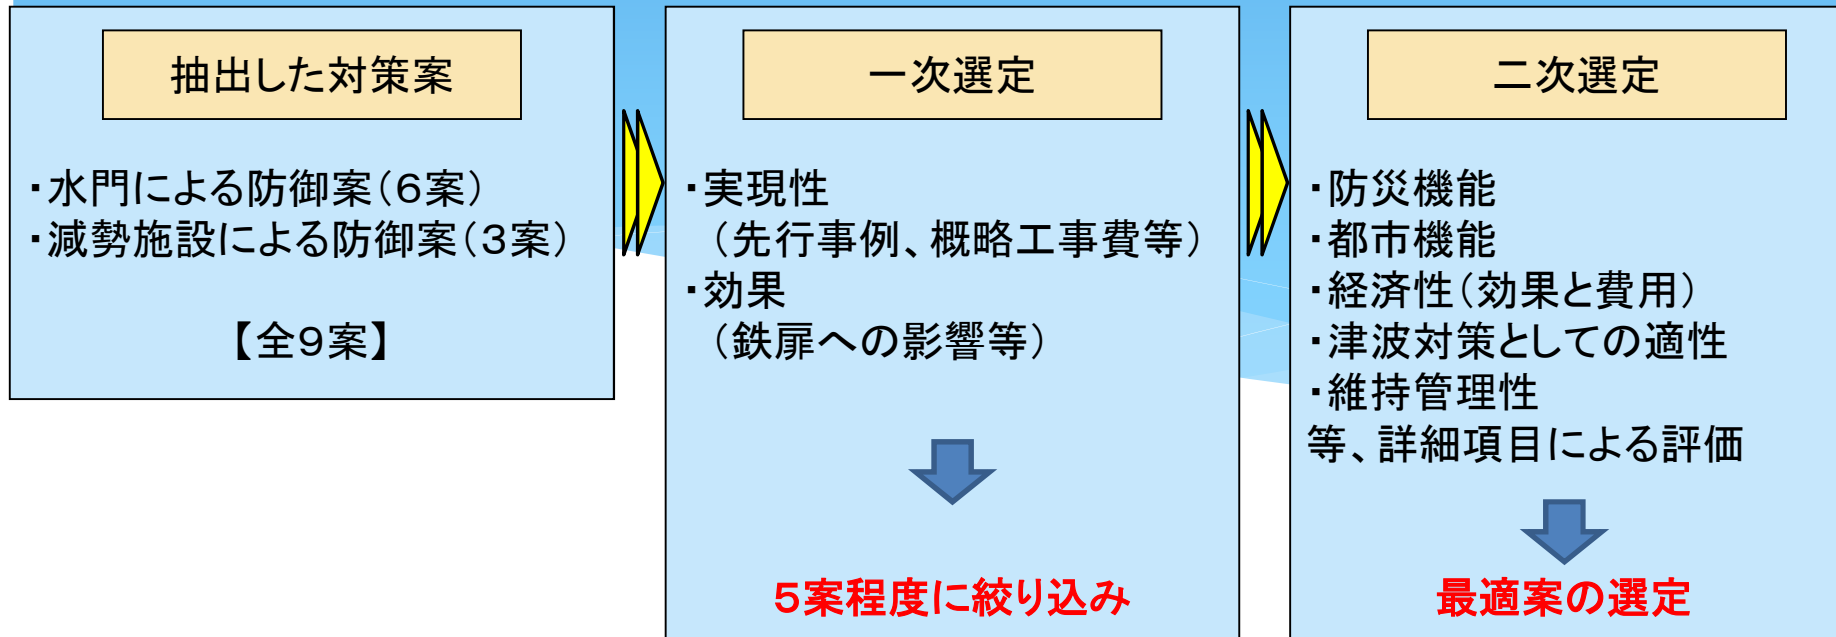 抽出した対策案
・水門による防御案(6案)
・減勢施設による防御案(3案)
【全9案】
一次選定
・実現性
(先行事例、概略工事費等)
・効果
(鉄扉への影響等)
5案程度に絞り込み
二次選定
・防災機能
・都市機能
・経済性(効果と費用)
・津波対策としての適性
・維持管理性
等、詳細項目による評価
最適案の選定